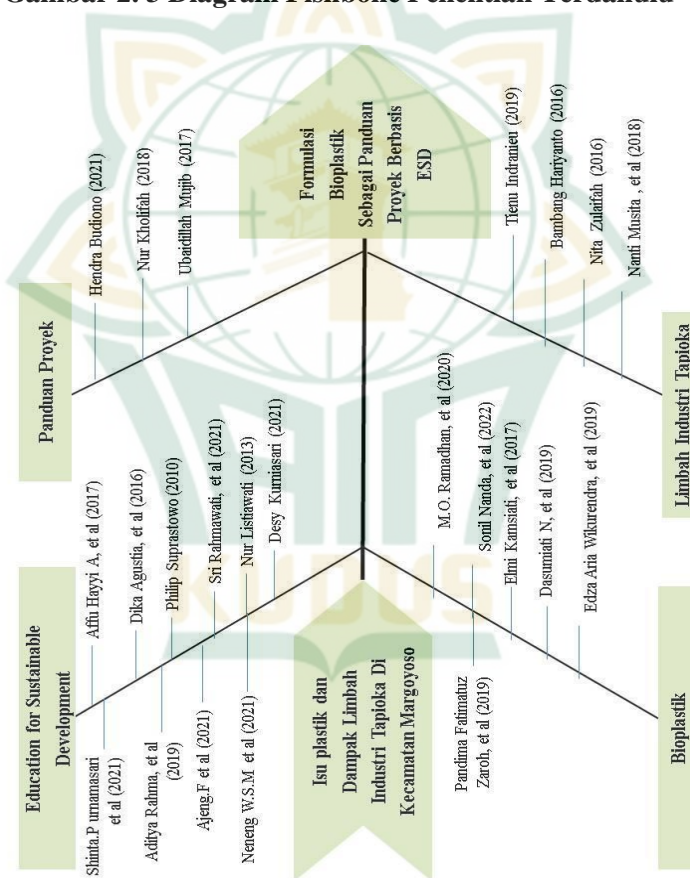 Gambar 2. 3 Diagram Fishbone Penelitian Terdahulu
Education for Sustainable
Development
Shinta.P urnamasari
et al (2021)
Affu Hayyi A, et al (2017)
Dika Agustia, et al (2016)
Aditya Rahma, et al
(2019)
Philip Suprastowo (2010)
Ajeng.F et al (2021)
Sri Rahmawati, et al (2021)
Neneng W.S.M et al (2021)
Nur Listiawati (2013)
Desy Kurniasari (2021)
Panduan Proyek
Hendra Budiono (2021)
Nur Kholifah (2018)
Ubaidillah Mujib (2017)
Isu plastik dan
Dampak Limbah
Industri Tapioka Di
Kecamatan Margoyoso
Formulasi
Bioplastik
Sebagai Panduan
Proyek Berbasis
ESD
M.O. Ramadhan, et al (2020)
Pandima Fatimatuz
Zaroh, et al (2019)
Sonil Nanda, et al (2022)
Elmi Kamsiati, et al (2017)
Dasumiati N, et al (2019)
Edza Aria Wikurendra, et al (2019)
Bioplastik
Tienu Indranieu (2019)
Bambang Hariyanto (2016)
Nita Zulaifah (2016)
Nanti Musita , et al (2018)
Limbah Industri Tapioka
IAIN
KUDUS